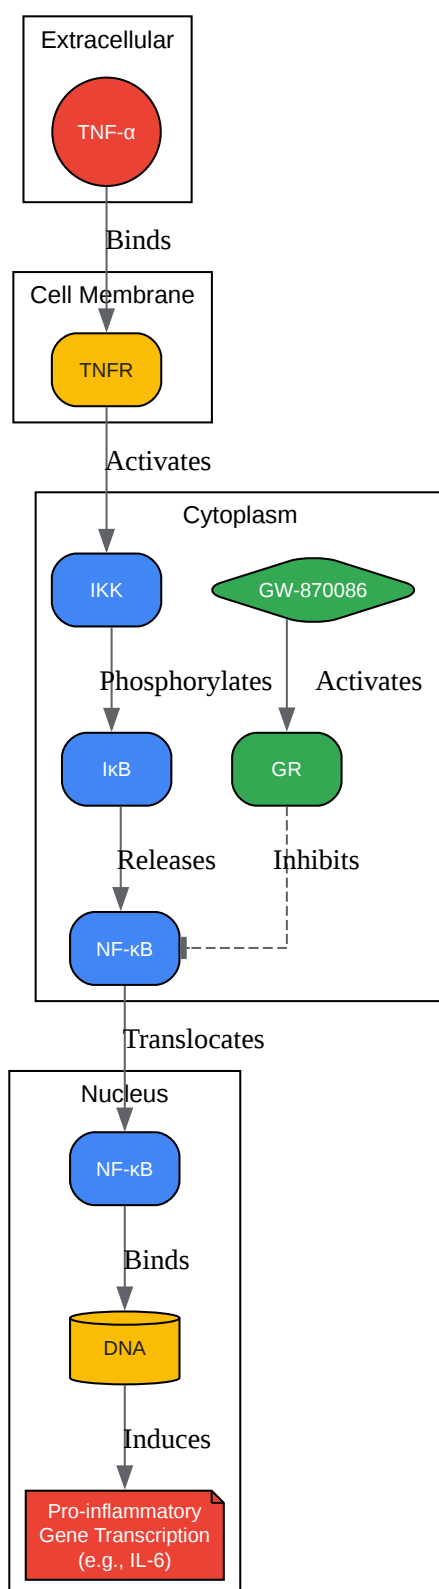 Extracellular
TNF-α
Binds
Cell Membrane
TNFR
Activates
Cytoplasm
IKK
GW-870086
Phosphorylates
Activates
IκB
GR
Releases
Inhibits
NF-κB
Translocates
Nucleus
NF-κB
Binds
DNA
Induces
Pro-inflammatory
Gene Transcription
(e.g., IL-6)